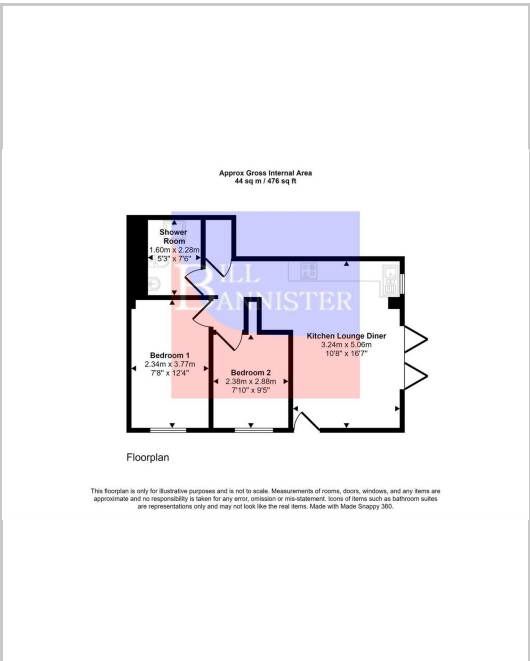 Approx Gross Internal Area
44 sq m / 476 sq ft
Shower
Room
1.60m x 2.28m
5'3" x 7'6"
BILL
BANNISTER
Kitchen Lounge Diner
3.24m x 5.06m
10'8" x 16'7"
Bedroom 1
2.34m x 3.77m
7'8" x 12'4"
Bedroom 2
2.38m x 2.88m
7'10" x 9'5"
Floorplan
This floorplan is only for illustrative purposes and is not to scale. Measurements of rooms, doors, windows, and any items are
approximate and no responsibility is taken for any error, omission or mis-statement. Icons of items such as bathroom suites
are representations only and may not look like the real items. Made with Made Snappy 360.